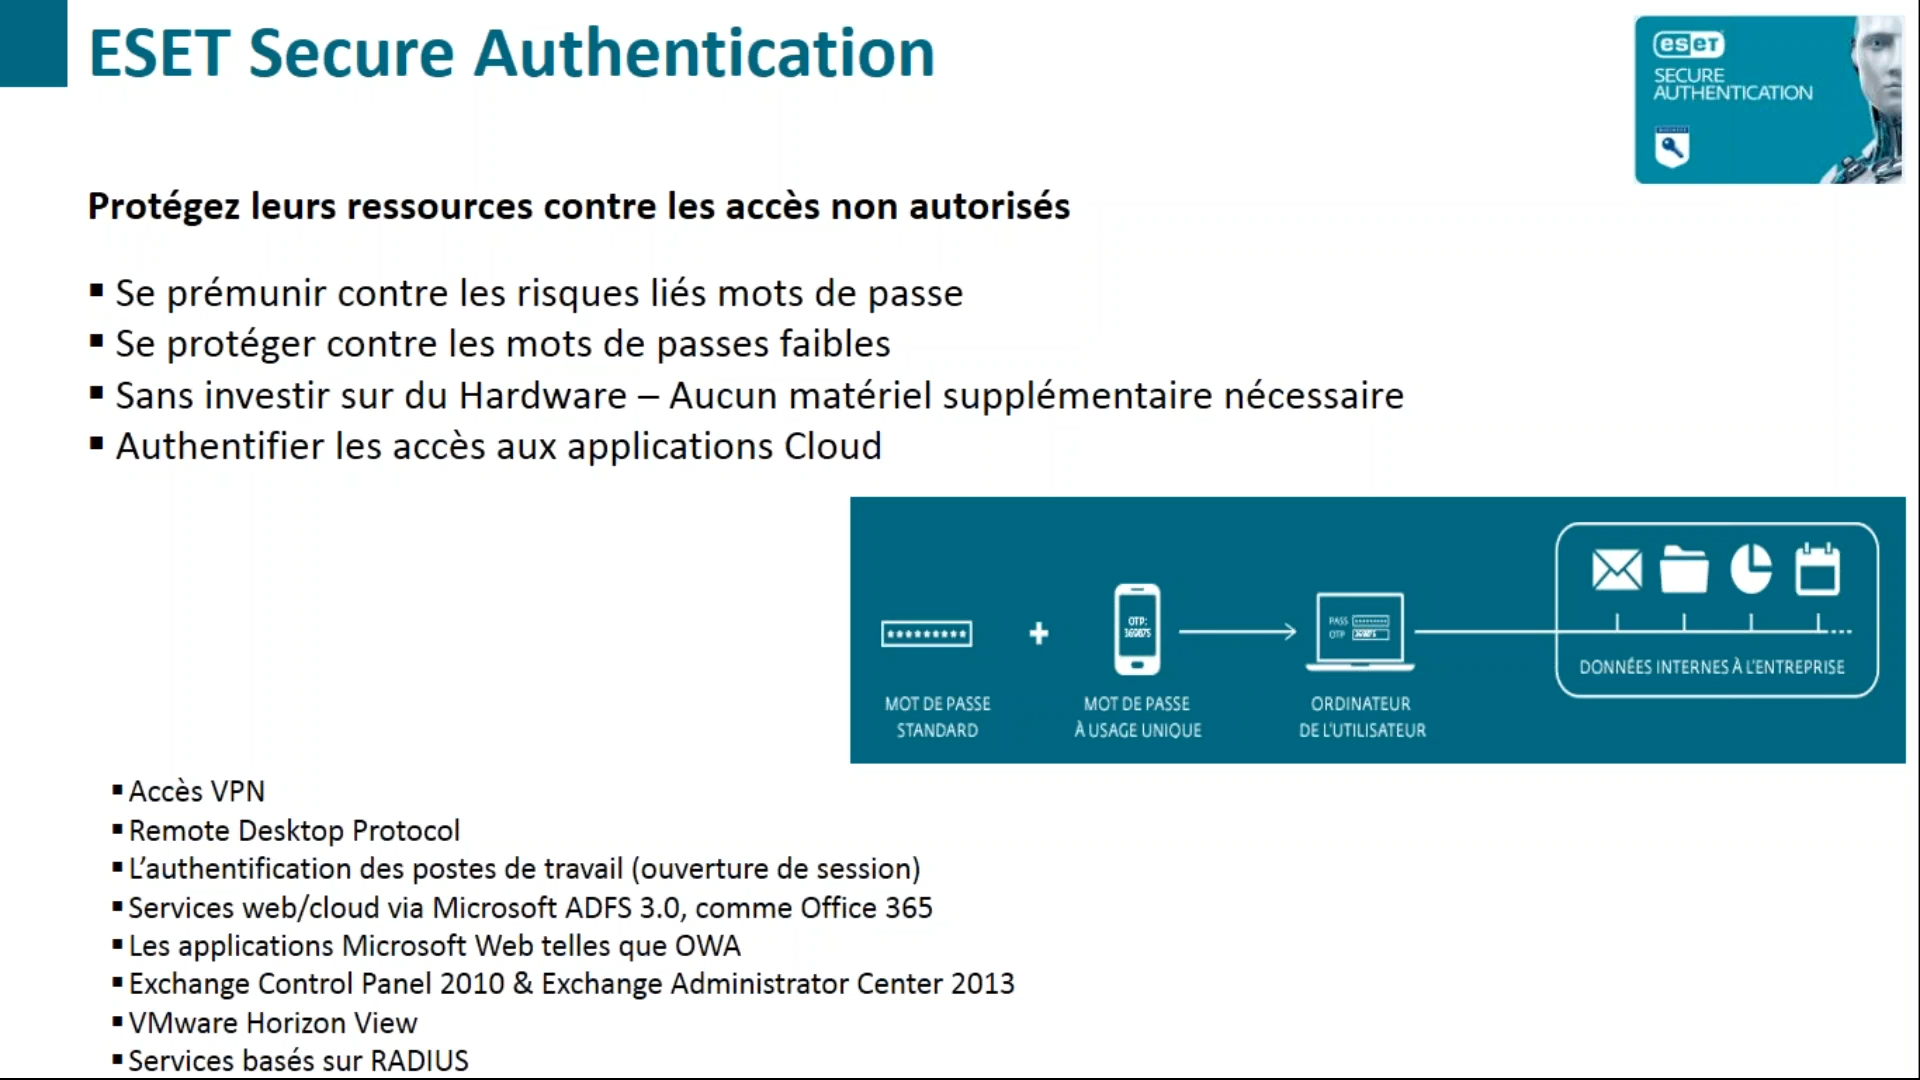 ESET Secure Authentication
eset
SECURE
AUTHENTICATION
Protégez leurs ressources contre les accès non autorisés
▪ Se prémunir contre les risques liés mots de passe
▪ Se protéger contre les mots de passes faibles
▪ Sans investir sur du Hardware – Aucun matériel supplémentaire nécessaire
▪ Authentifier les accès aux applications Cloud
*********
+
OTP:
369875
PASS *********
OTP 369875
DONNÉES INTERNES À L'ENTREPRISE
MOT DE PASSE
STANDARD
MOT DE PASSE
À USAGE UNIQUE
ORDINATEUR
DE L'UTILISATEUR
▪ Accès VPN
▪ Remote Desktop Protocol
▪ L’authentification des postes de travail (ouverture de session)
▪ Services web/cloud via Microsoft ADFS 3.0, comme Office 365
▪ Les applications Microsoft Web telles que OWA
▪ Exchange Control Panel 2010 & Exchange Administrator Center 2013
▪ VMware Horizon View
▪ Services basés sur RADIUS